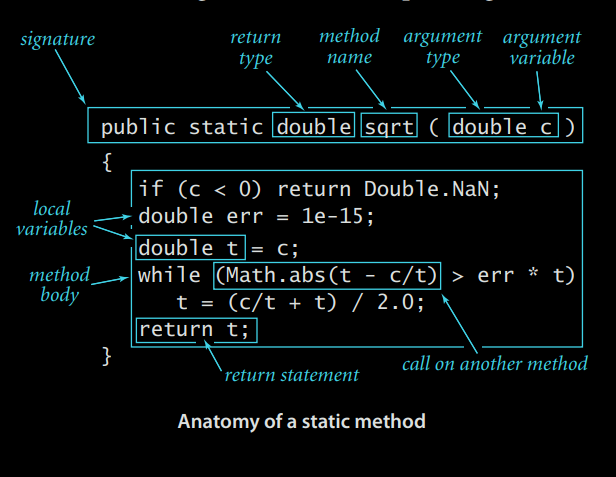 signature
return type
method name
argument type
argument variable
public static double sqrt ( double c )
{
if (c < 0) return Double.NaN;
local variables
double err = 1e-15;
double t = c;
method body
while (Math.abs(t - c/t) > err * t)
t = (c/t + t) / 2.0;
return t;
}
return statement
call on another method
Anatomy of a static method